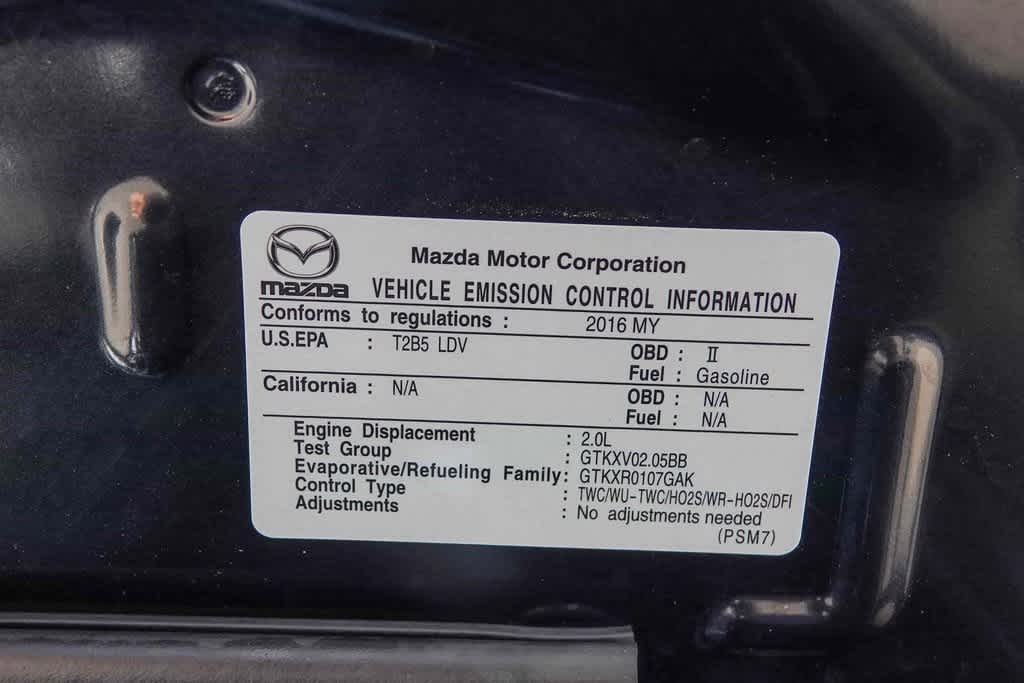 mazda
Mazda Motor Corporation
VEHICLE EMISSION CONTROL INFORMATION
Conforms to regulations : 2016 MY
U.S.EPA : T2B5 LDV OBD : II
Fuel : Gasoline
California : N/A OBD : N/A
Fuel : N/A
Engine Displacement : 2.0L
Test Group : GTKXV02.05BB
Evaporative/Refueling Family: GTKXR0107GAK
Control Type : TWC/WU-TWC/HO2S/WR-HO2S/DFI
Adjustments : No adjustments needed
(PSM7)